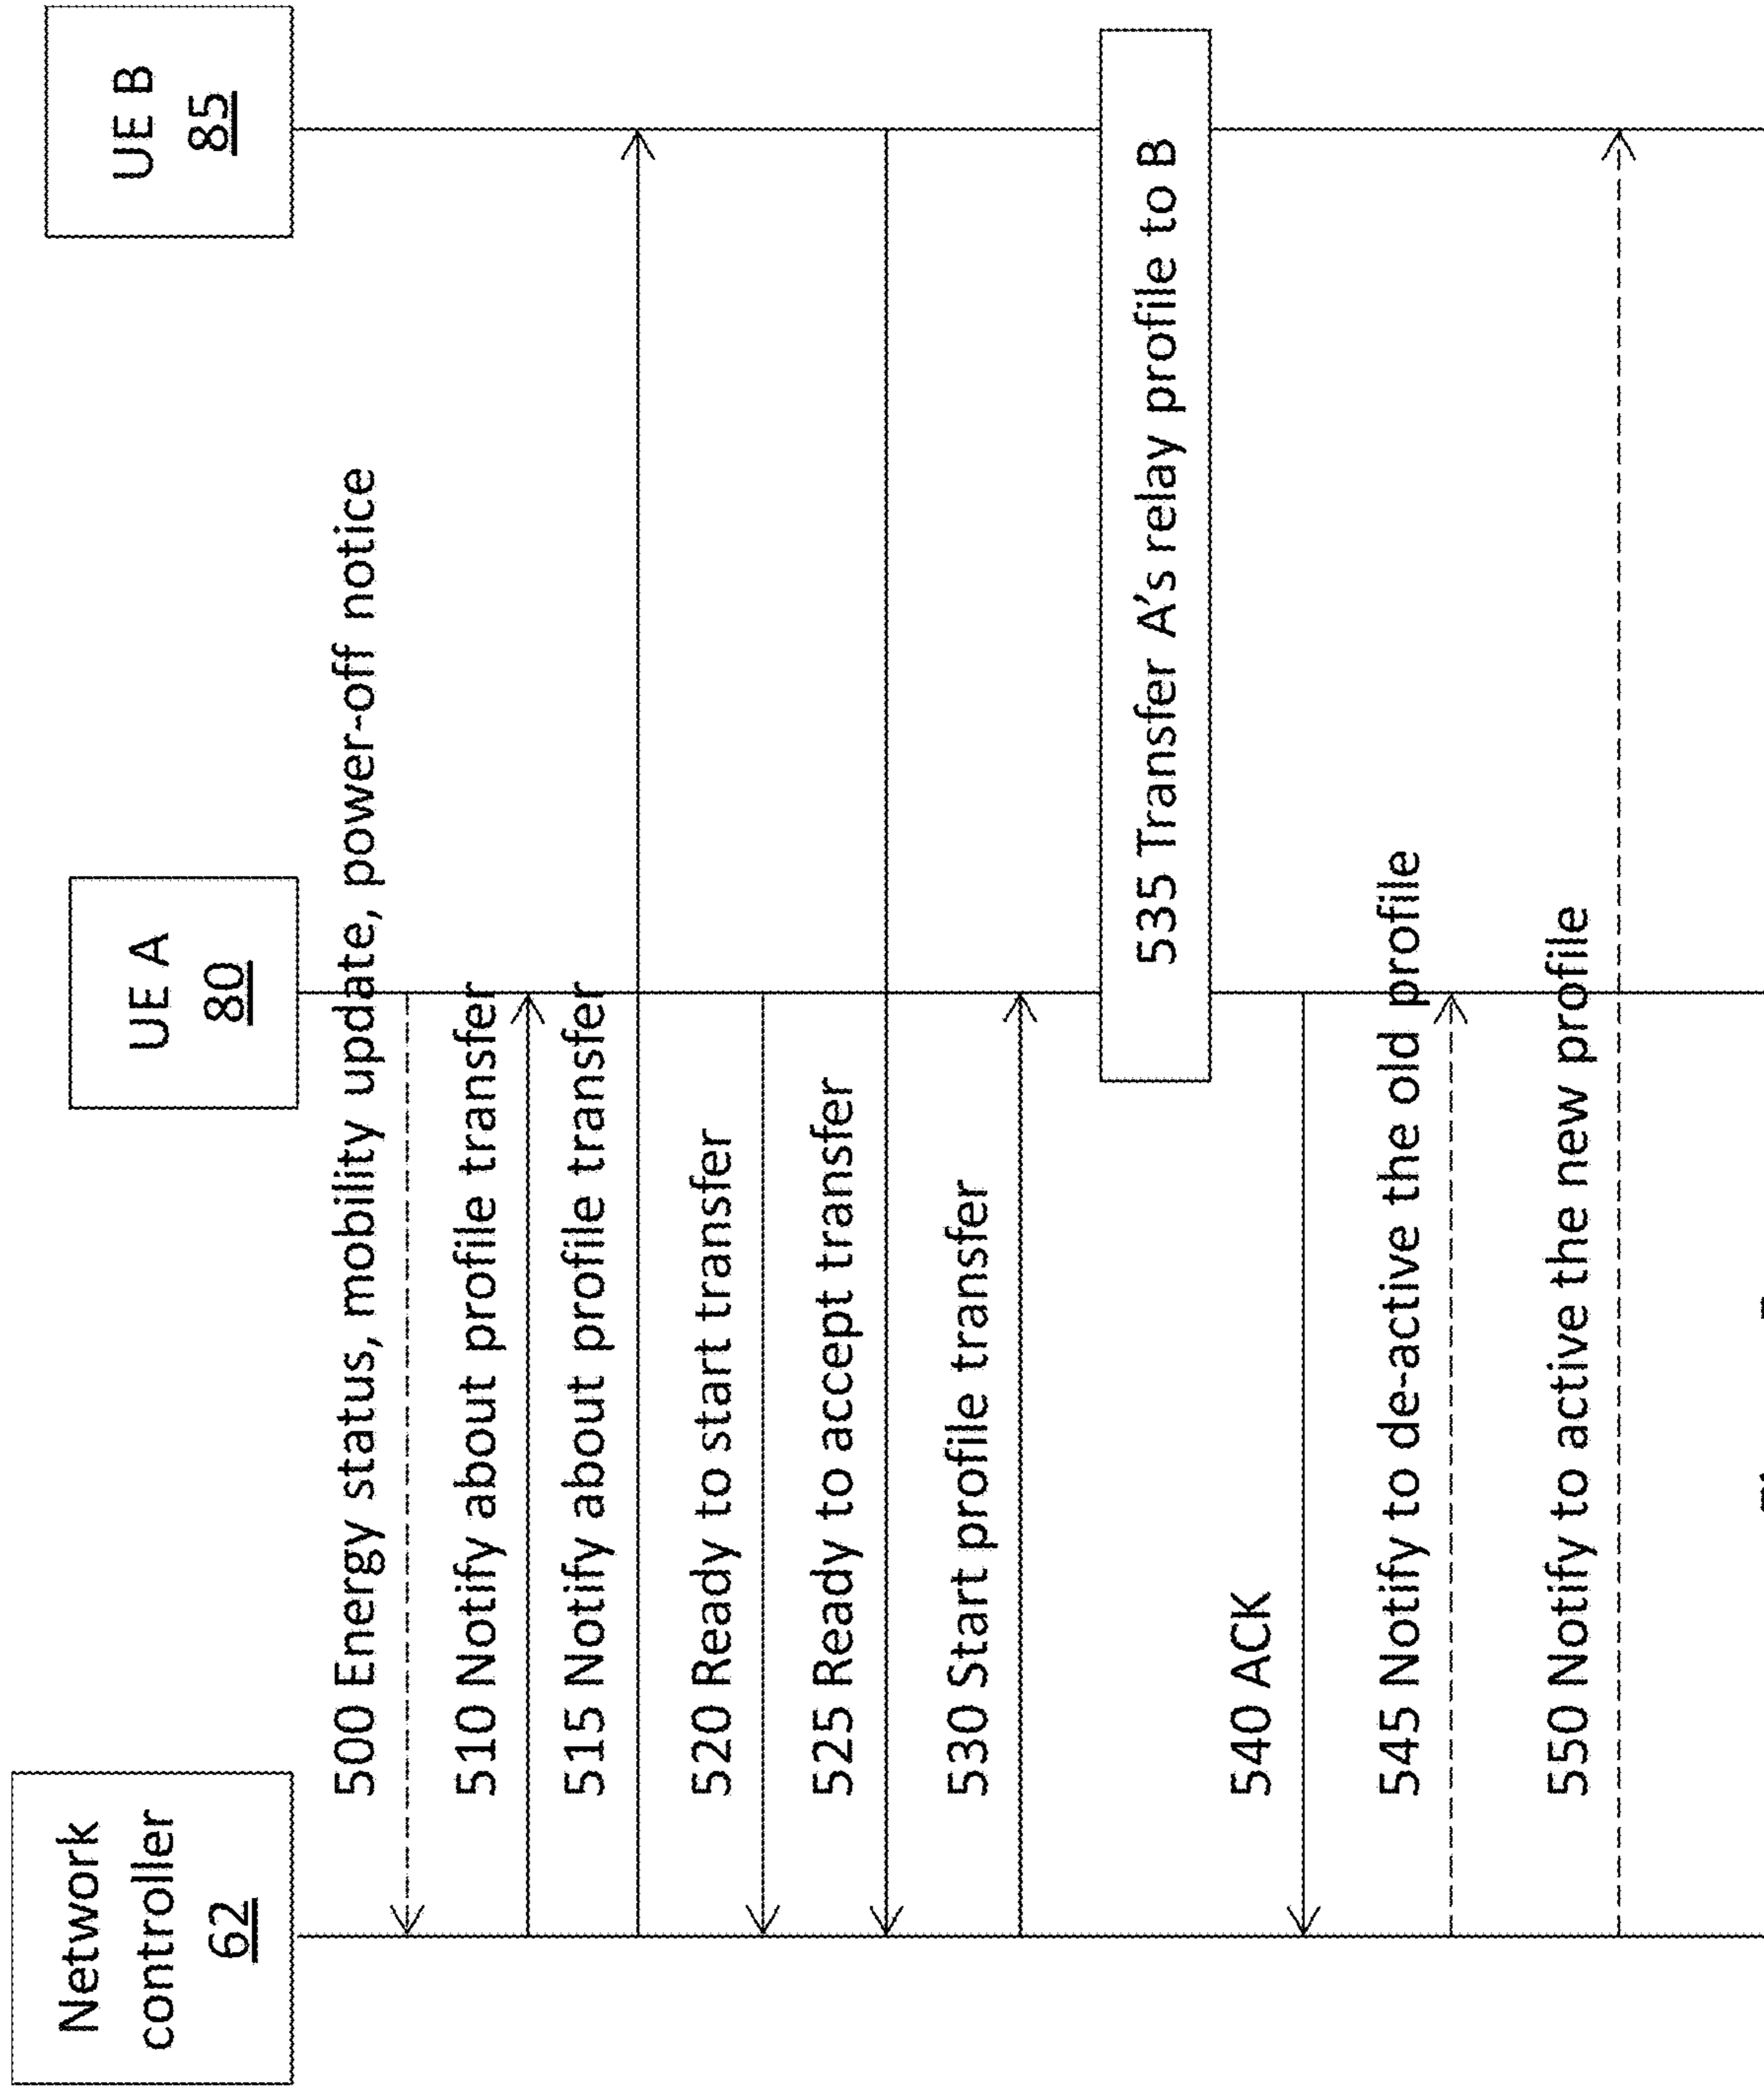 Network
controller
62
UE A
80
UE B
85
500 Energy status, mobility update, power-off notice
510 Notify about profile transfer
515 Notify about profile transfer
520 Ready to start transfer
525 Ready to accept transfer
530 Start profile transfer
535 Transfer A's relay profile to B
540 ACK
545 Notify to de-active the old profile
550 Notify to active the new profile